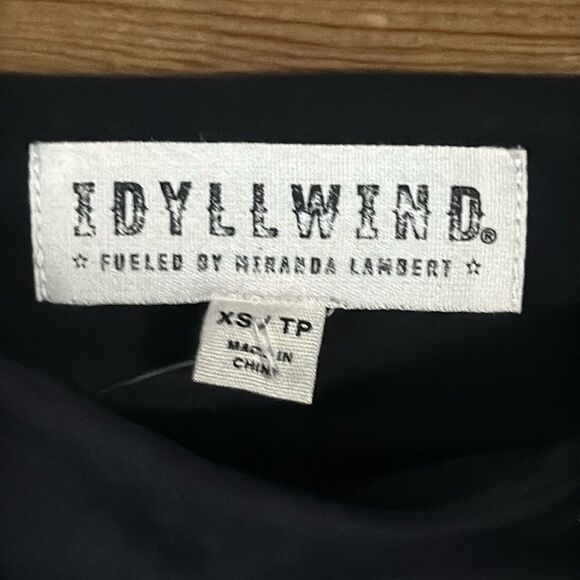 IDYLLWIND®
☆ FUELED BY MIRANDA LAMBERT ☆
XS / TP
MADE IN
CHINA